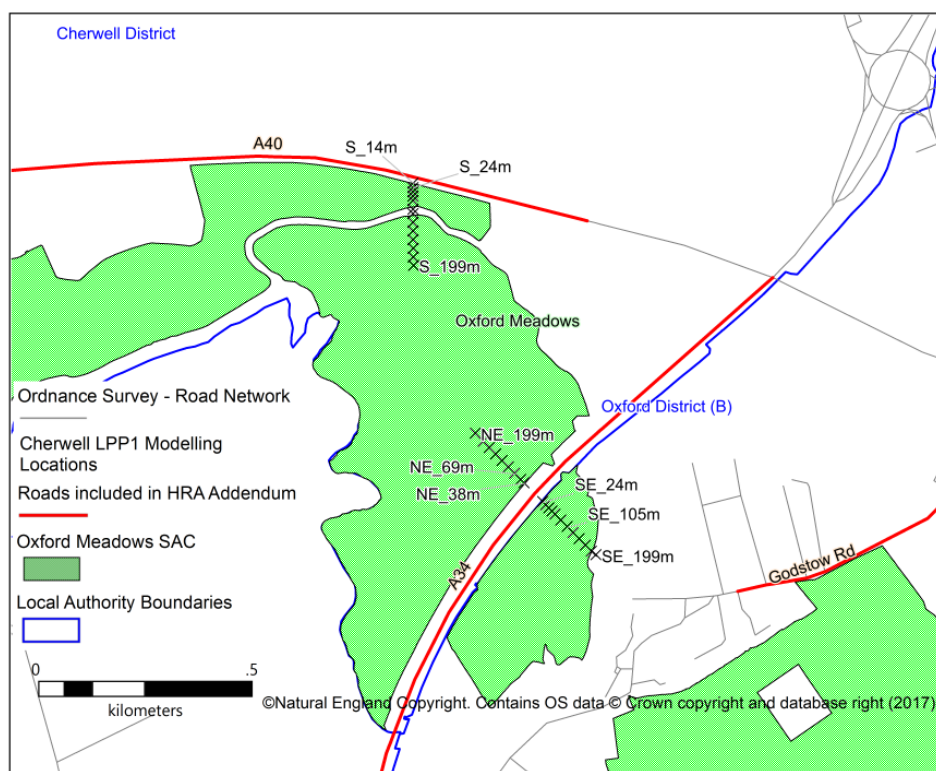 Cherwell District
A40
S_14m
S_24m
S_199m
Oxford Meadows
Oxford District (B)
NE_199m
NE_69m
NE_38m
SE_24m
SE_105m
SE_199m
A34
Godstow Rd
Ordnance Survey - Road Network
Cherwell LPP1 Modelling
Locations
Roads included in HRA Addendum
Oxford Meadows SAC
Local Authority Boundaries
0 .5
kilometers
©Natural England Copyright. Contains OS data © Crown copyright and database right (2017)